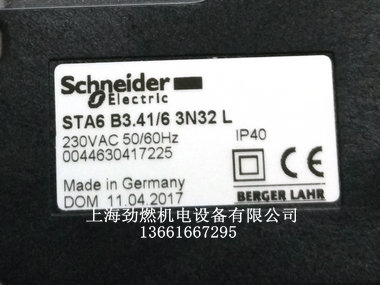 Schneider
Electric
STA6 B3.41/6 3N32 L
230VAC 50/60Hz
IP40
0044630417225
Made in Germany
DOM 11.04.2017
BERGER LAHR
上海劲燃机电设备有限公司
13661667295